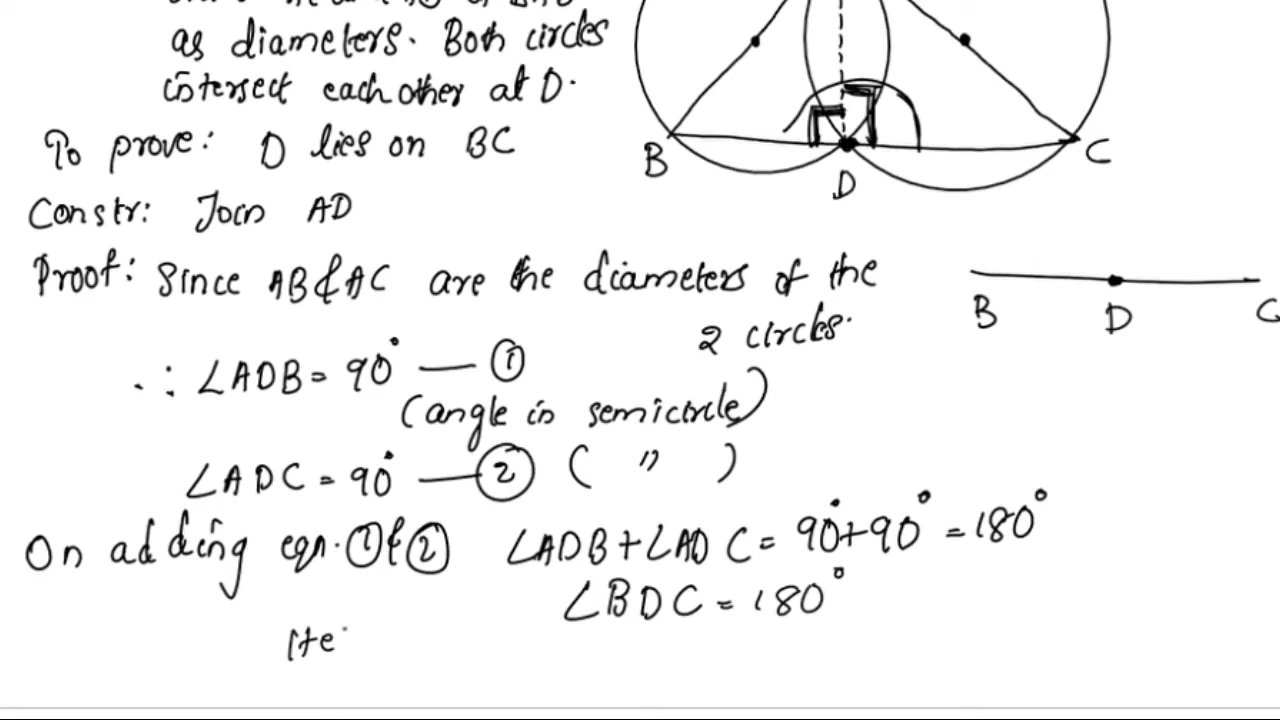 as diameters. Both circles
intersect each other at D.
To prove: D lies on BC
Constr: Join AD
Proof: Since AB & AC are the diameters of the
2 circles.
∴ ∠ADB = 90° — ①
(angle in semicircle)
∠ADC = 90° — ② ( " )
On adding eqn. ① & ② ∠ADB + ∠ADC = 90° + 90° = 180°
∠BDC = 180°
He
B
D
C
B
D
C